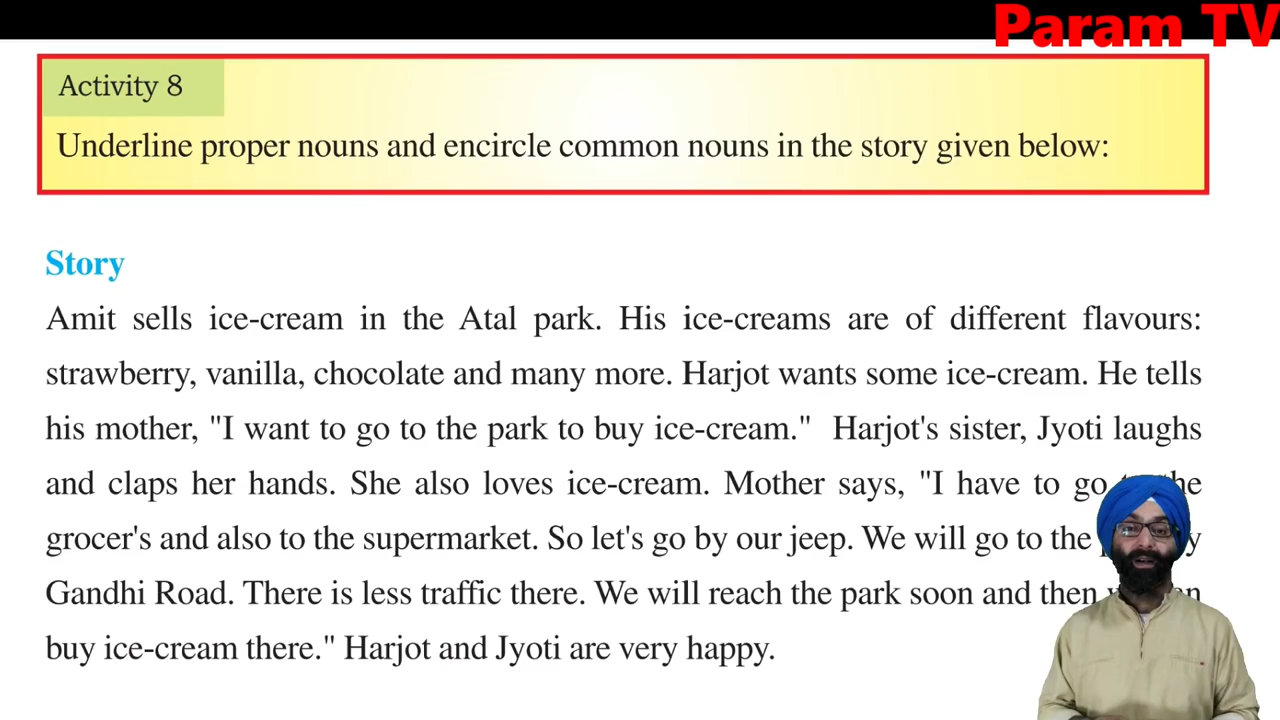 Param TV
Activity 8
Underline proper nouns and encircle common nouns in the story given below:
Story
Amit sells ice-cream in the Atal park. His ice-creams are of different flavours:
strawberry, vanilla, chocolate and many more. Harjot wants some ice-cream. He tells
his mother, "I want to go to the park to buy ice-cream." Harjot's sister, Jyoti laughs
and claps her hands. She also loves ice-cream. Mother says, "I have to go the
grocer's and also to the supermarket. So let's go by our jeep. We will go to the
Gandhi Road. There is less traffic there. We will reach the park soon and then
buy ice-cream there." Harjot and Jyoti are very happy.